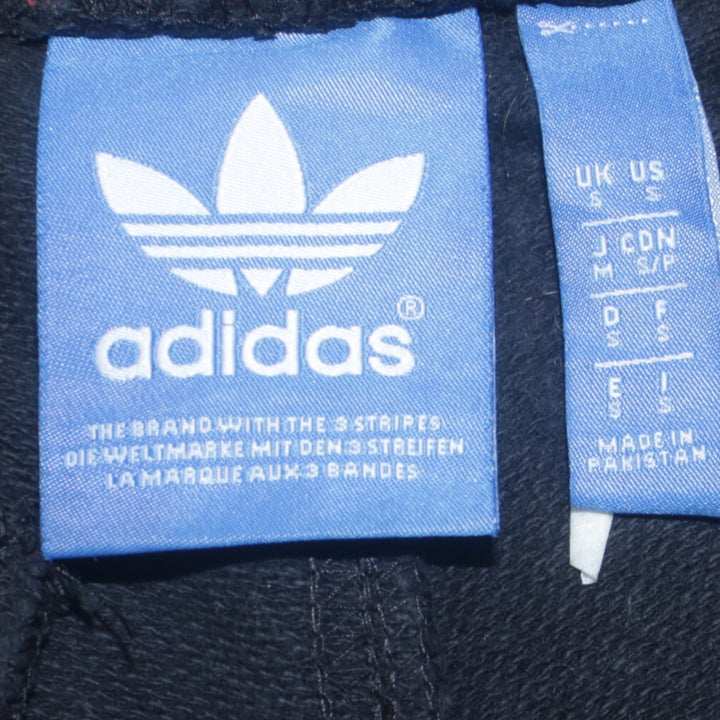 adidas®
THE BRAND WITH THE 3 STRIPES
DIE WELTMARKE MIT DEN 3 STREIFEN
LA MARQUE AUX 3 BANDES
UK US
S S
J CDN
M S/P
D F
S S
E I
S S
MADE IN
PAKISTAN